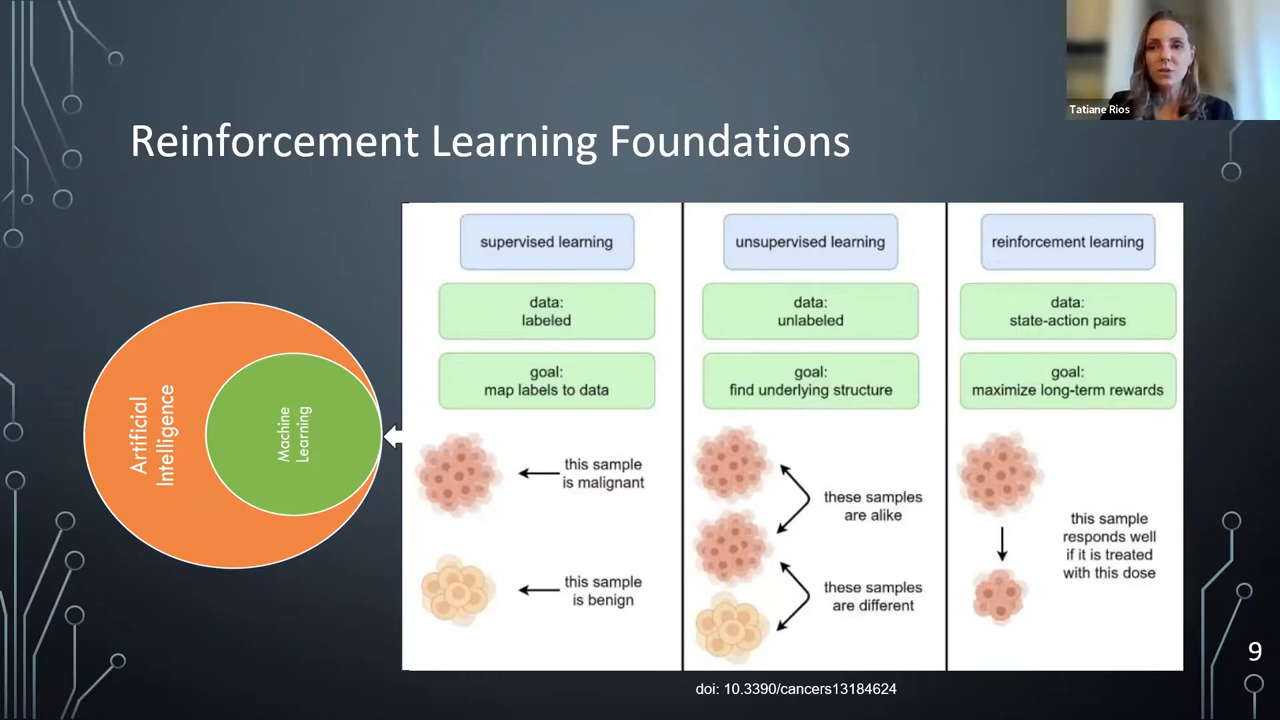 Tatiane Rios
Reinforcement Learning Foundations
Artificial
Intelligence
Machine
Learning
supervised learning
data:
labeled
goal:
map labels to data
this sample
is malignant
this sample
is benign
unsupervised learning
data:
unlabeled
goal:
find underlying structure
these samples
are alike
these samples
are different
reinforcement learning
data:
state-action pairs
goal:
maximize long-term rewards
this sample
responds well
if it is treated
with this dose
doi: 10.3390/cancers13184624
9